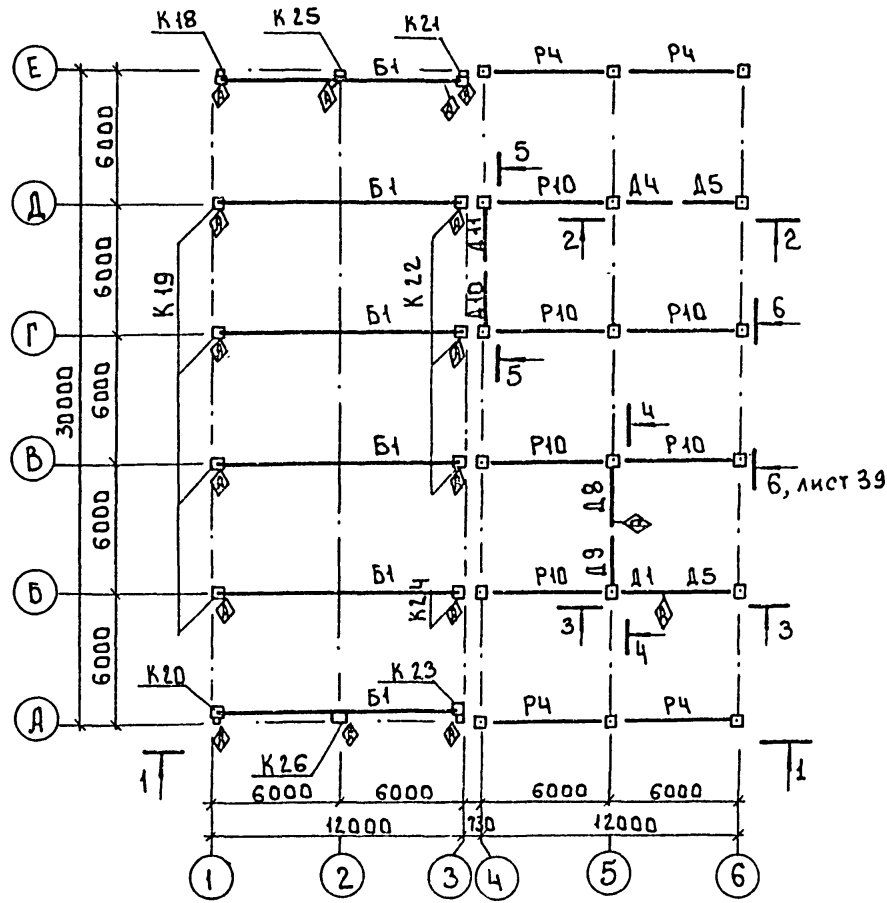 К18 К25 К21
Е Б1 Р4 Р4
6000
5
Д Б1 Р10 Д4 Д5
2 2
Д11
6000 К19 К22 Д10
Г Б1 Р10 Р10 6
5
30000 6000
4
В Б1 Р10 Р10
6, лист 39
Д8
6000
Д9
Б Б1 К24 Р10 Д1 Д5
3 3
4
6000
К20 К23
А Б1 Р4 Р4
К26
1 1
6000 6000 6000 6000
12000 730 12000
1 2 3 4 5 6